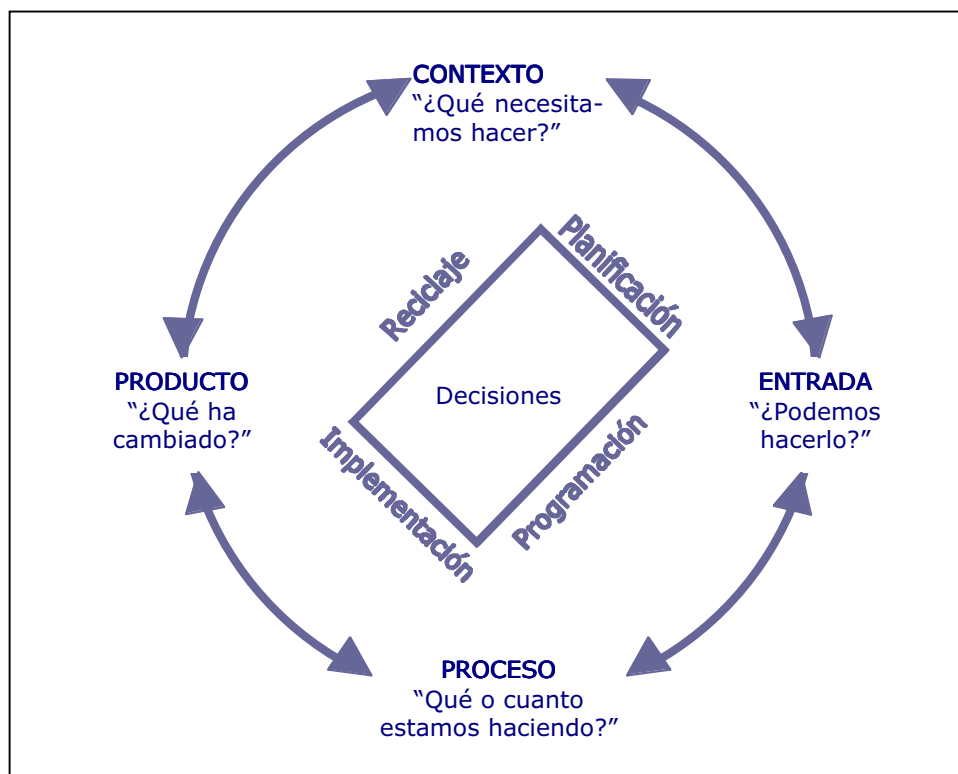 CONTEXTO
“¿Qué necesita-
mos hacer?”
Reciclaje
Planificación
PRODUCTO
“¿Qué ha
cambiado?”
Decisiones
ENTRADA
“¿Podemos
hacerlo?”
Implementación
Programación
PROCESO
“Qué o cuanto
estamos haciendo?”